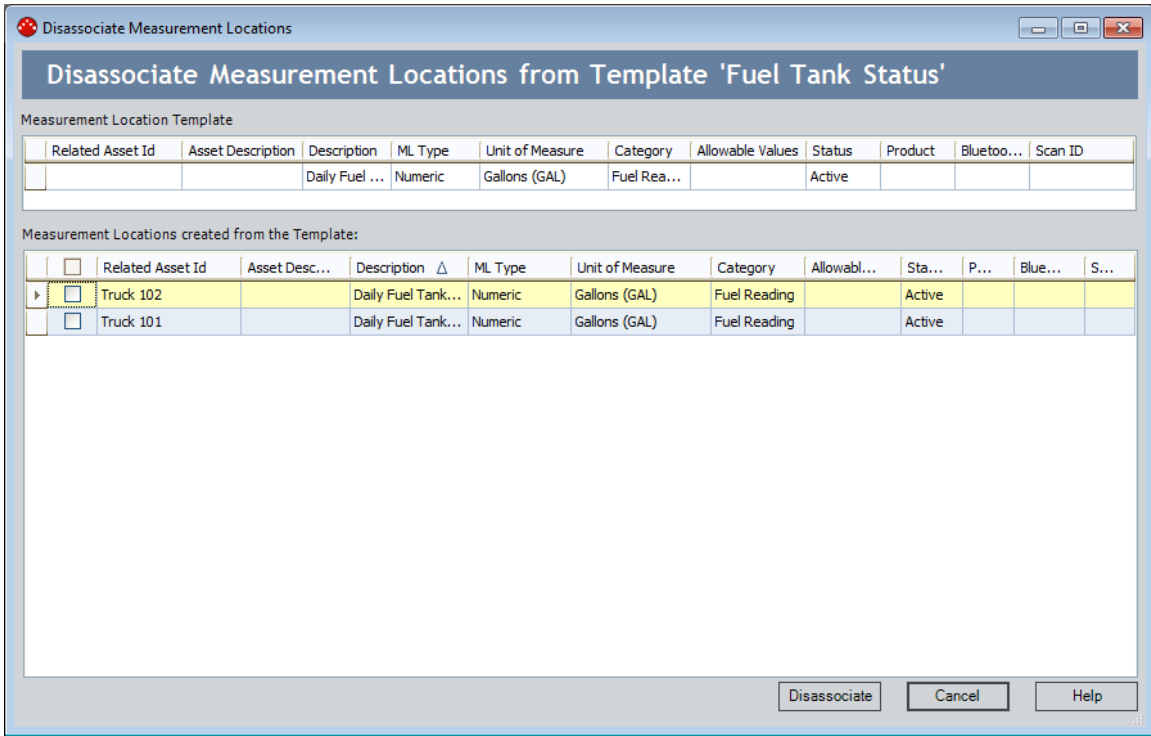 Disassociate Measurement Locations
Disassociate Measurement Locations from Template 'Fuel Tank Status'
Measurement Location Template
Related Asset Id Asset Description Description ML Type Unit of Measure Category Allowable Values Status Product Bluetoo... Scan ID
Daily Fuel ... Numeric Gallons (GAL) Fuel Rea... Active
Measurement Locations created from the Template:
Related Asset Id Asset Desc... Description ML Type Unit of Measure Category Allowabl... Sta... P... Blue... S...
Truck 102 Daily Fuel Tank... Numeric Gallons (GAL) Fuel Reading Active
Truck 101 Daily Fuel Tank... Numeric Gallons (GAL) Fuel Reading Active
Disassociate Cancel Help